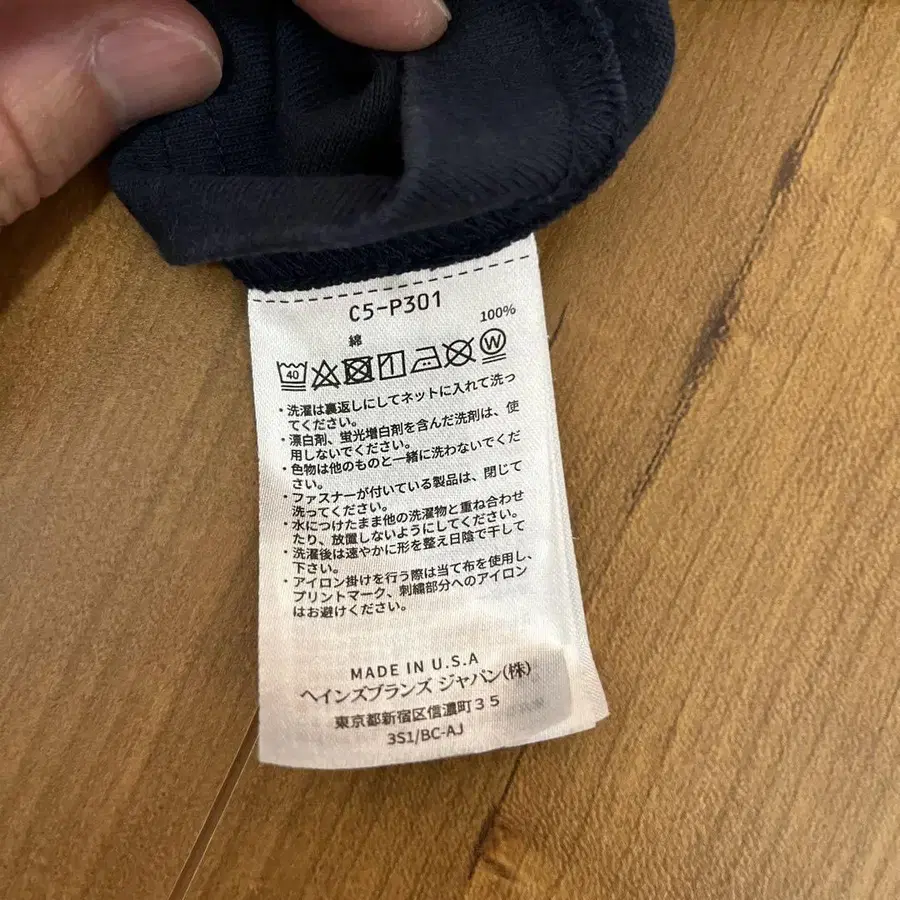 C5-P301
綿 100%
40 W
・洗濯は裏返しにしてネットに入れて洗っ
てください。
・漂白剤、蛍光増白剤を含んだ洗剤は、使
用しないでください。
・色物は他のものと一緒に洗わないでくだ
さい。
・ファスナーが付いている製品は、閉じて
洗ってください。
・水につけたまま他の洗濯物と重ね合わせ
たり、放置しないようにしてください。
・洗濯後は速やかに形を整え日陰で干して
下さい。
・アイロン掛けを行う際は当て布を使用し、
プリントマーク、刺繍部分へのアイロン
はお避けください。
MADE IN U.S.A
ヘインズブランズ ジャパン(株)
東京都新宿区信濃町35
3S1/BC-AJ